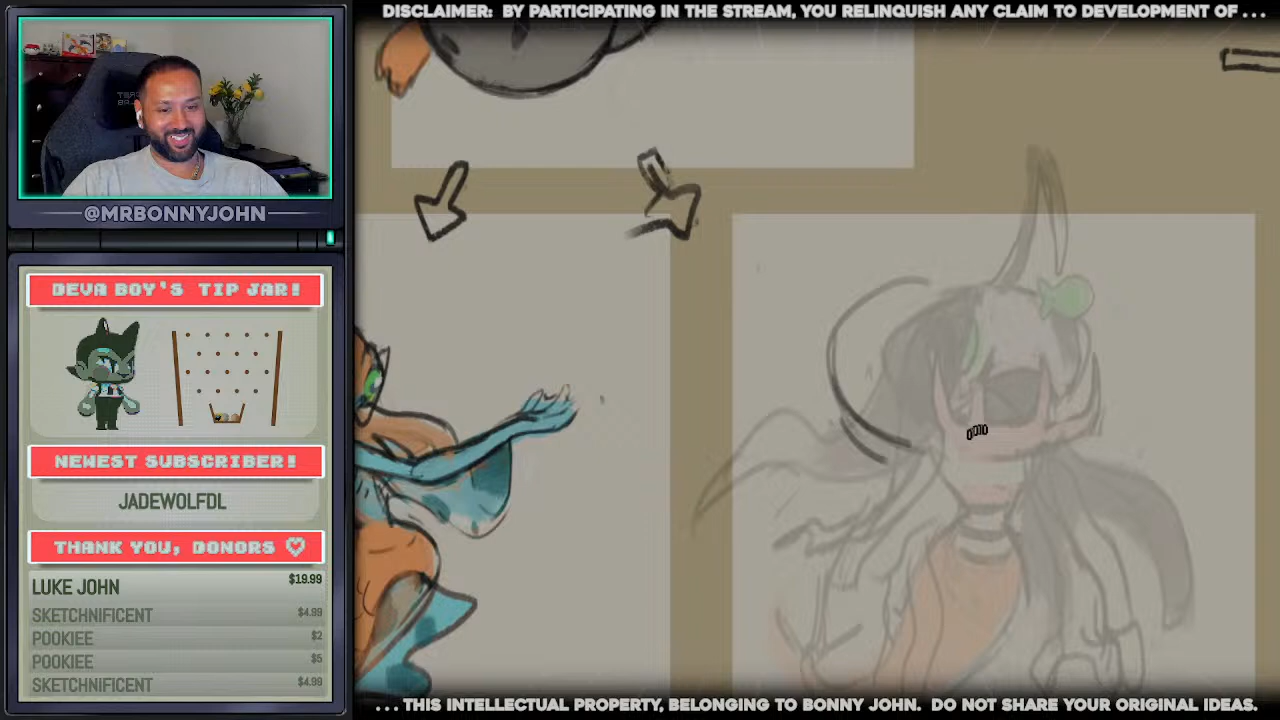 DISCLAIMER: BY PARTICIPATING IN THE STREAM, YOU RELINQUISH ANY CLAIM TO DEVELOPMENT OF . . .
@MRBONNYJOHN
DEVA BOY'S TIP JAR!
NEWEST SUBSCRIBER!
JADEWOLFDL
THANK YOU, DONORS ♡
LUKE JOHN $19.99
SKETCHNIFICENT $4.99
POOKIEE $2
POOKIEE $5
SKETCHNIFICENT $4.99
. . . THIS INTELLECTUAL PROPERTY, BELONGING TO BONNY JOHN. DO NOT SHARE YOUR ORIGINAL IDEAS.